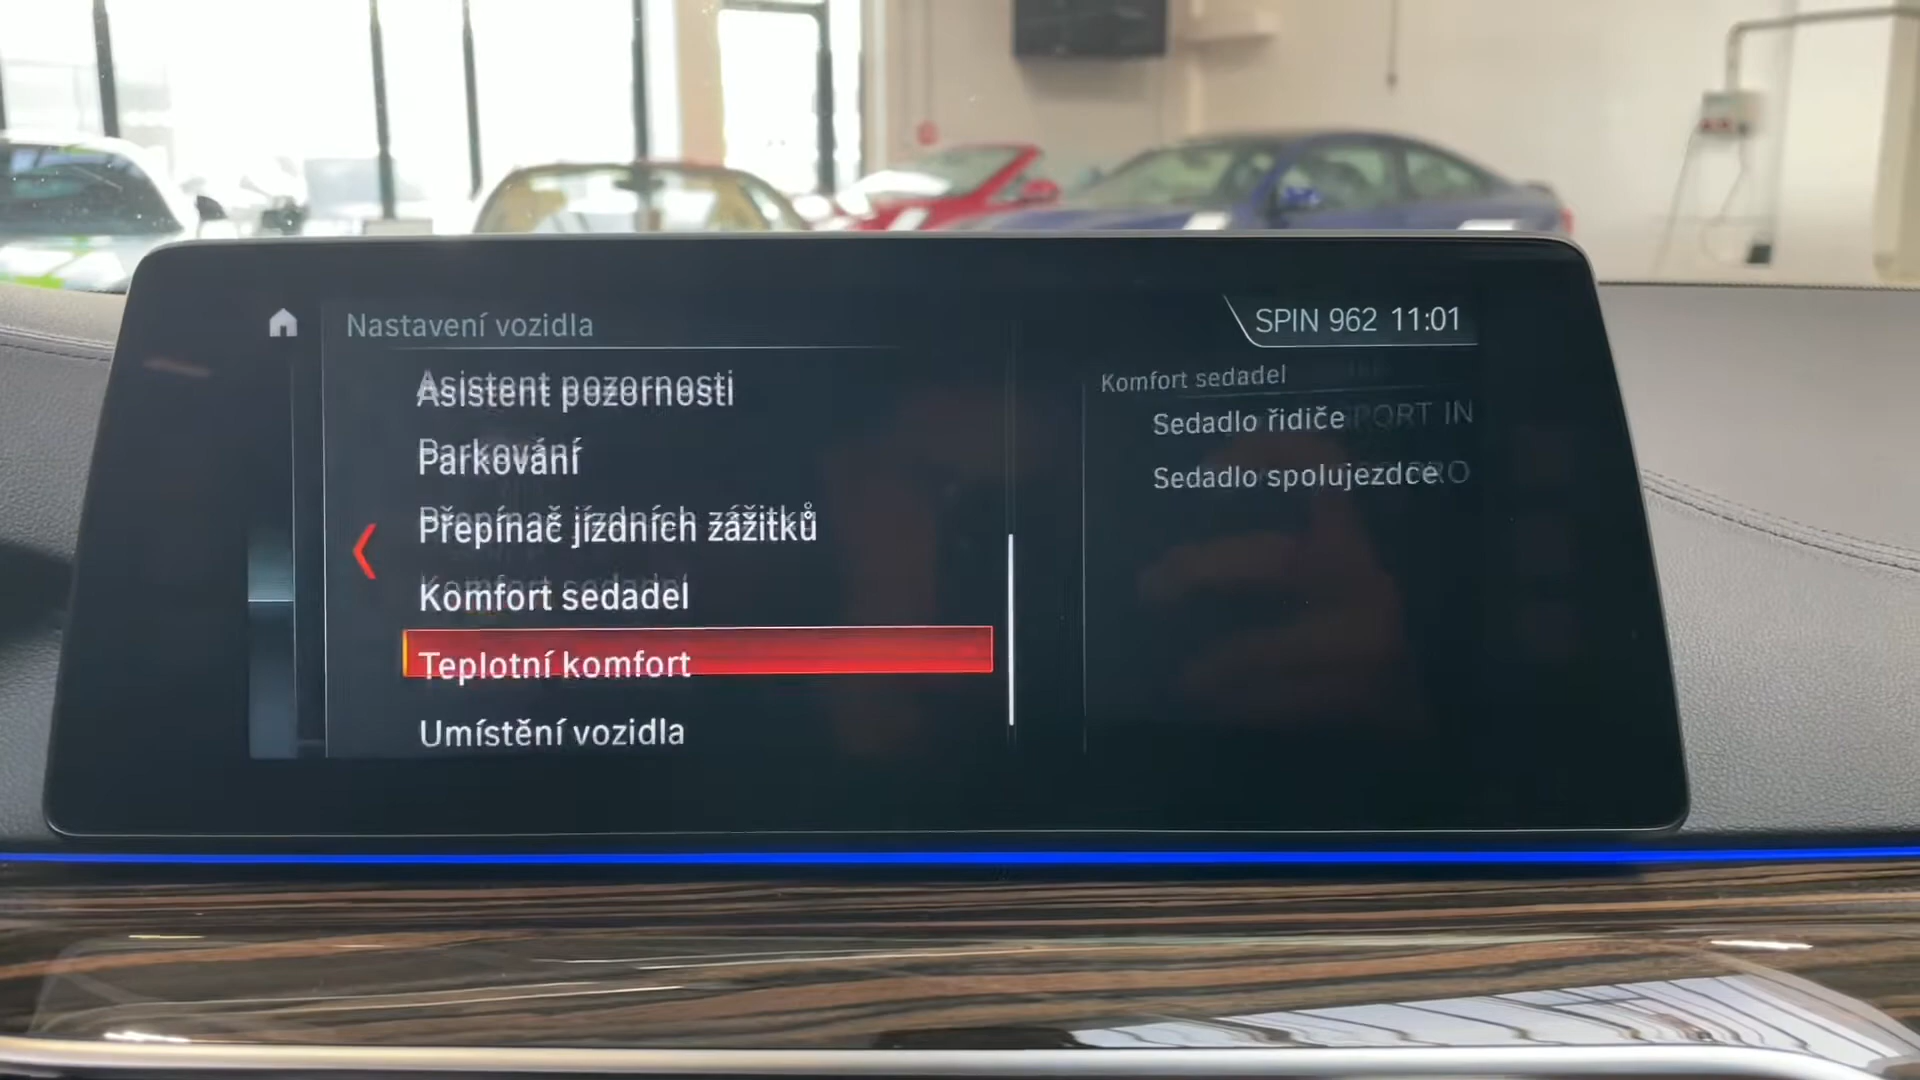 Nastavení vozidla
SPIN 962 11:01
Asistent pozornosti
Parkování
Přepínač jízdních zážitků
Komfort sedadel
Teplotní komfort
Umístění vozidla
Komfort sedadel
Sedadlo řidiče
Sedadlo spolujezdce